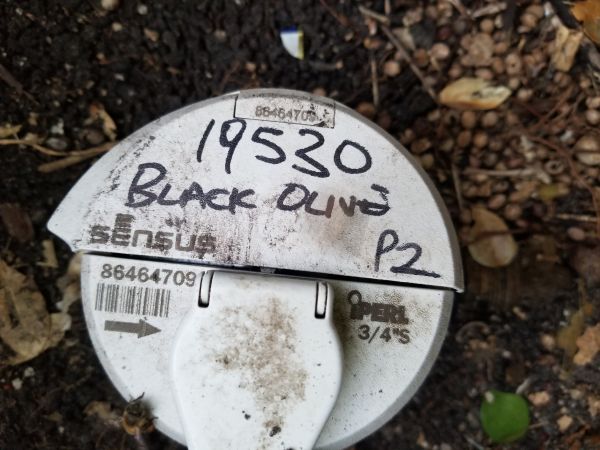 86464709
19530
BLACK OLIVE
P2
SENSUS
86464709
iPERL
3/4"S